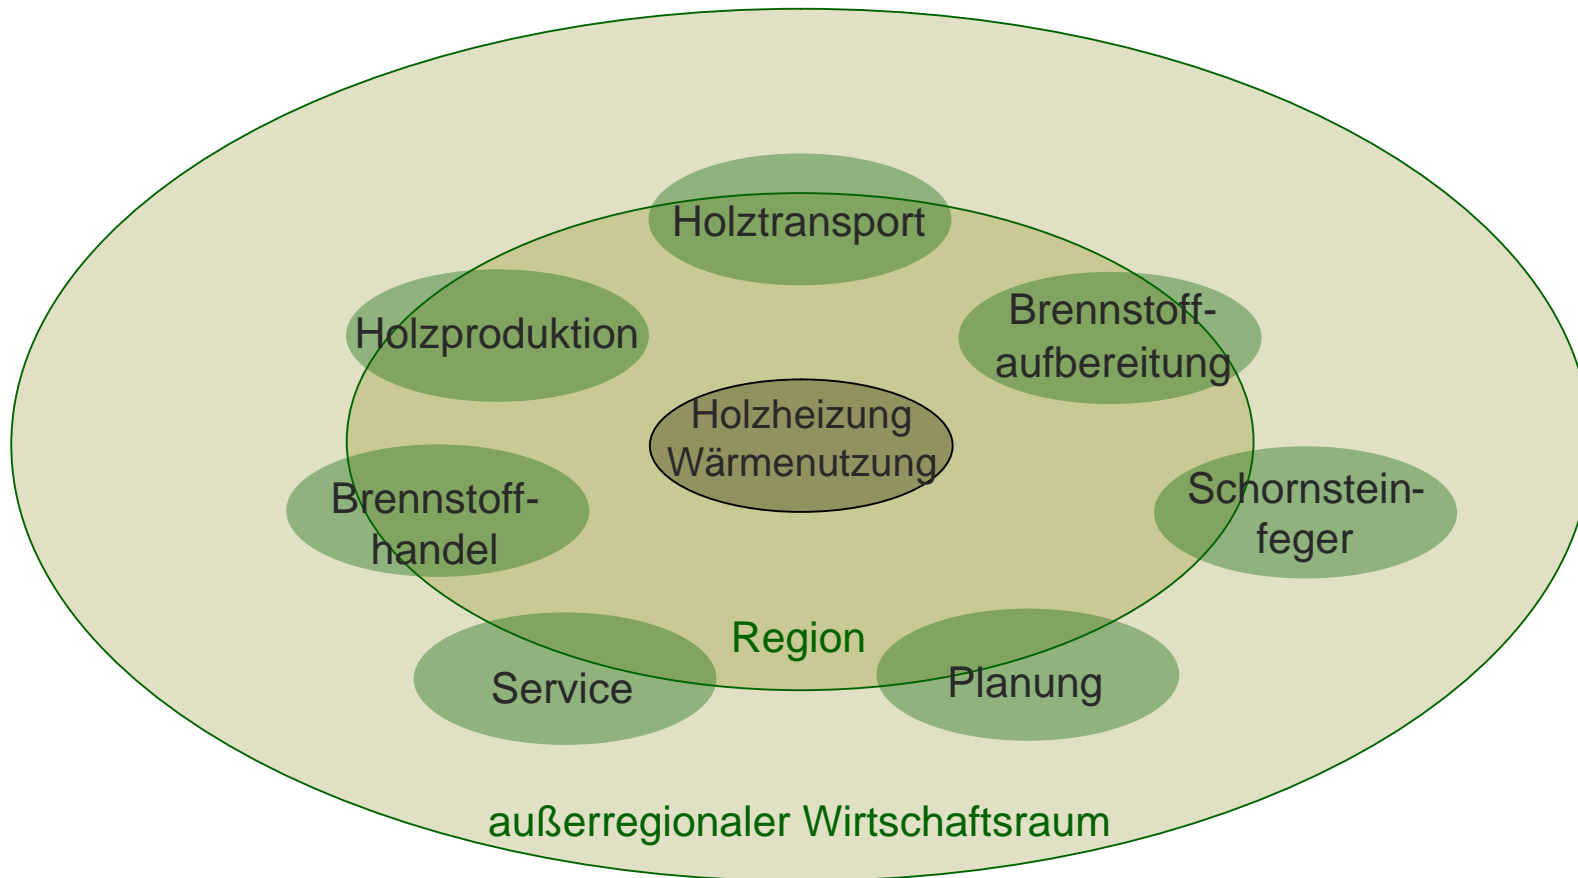 Holztransport
Holzproduktion
Brennstoff-
aufbereitung
Holzheizung
Wärmenutzung
Brennstoff-
handel
Schornstein-
feger
Region
Service
Planung
außerregionaler Wirtschaftsraum